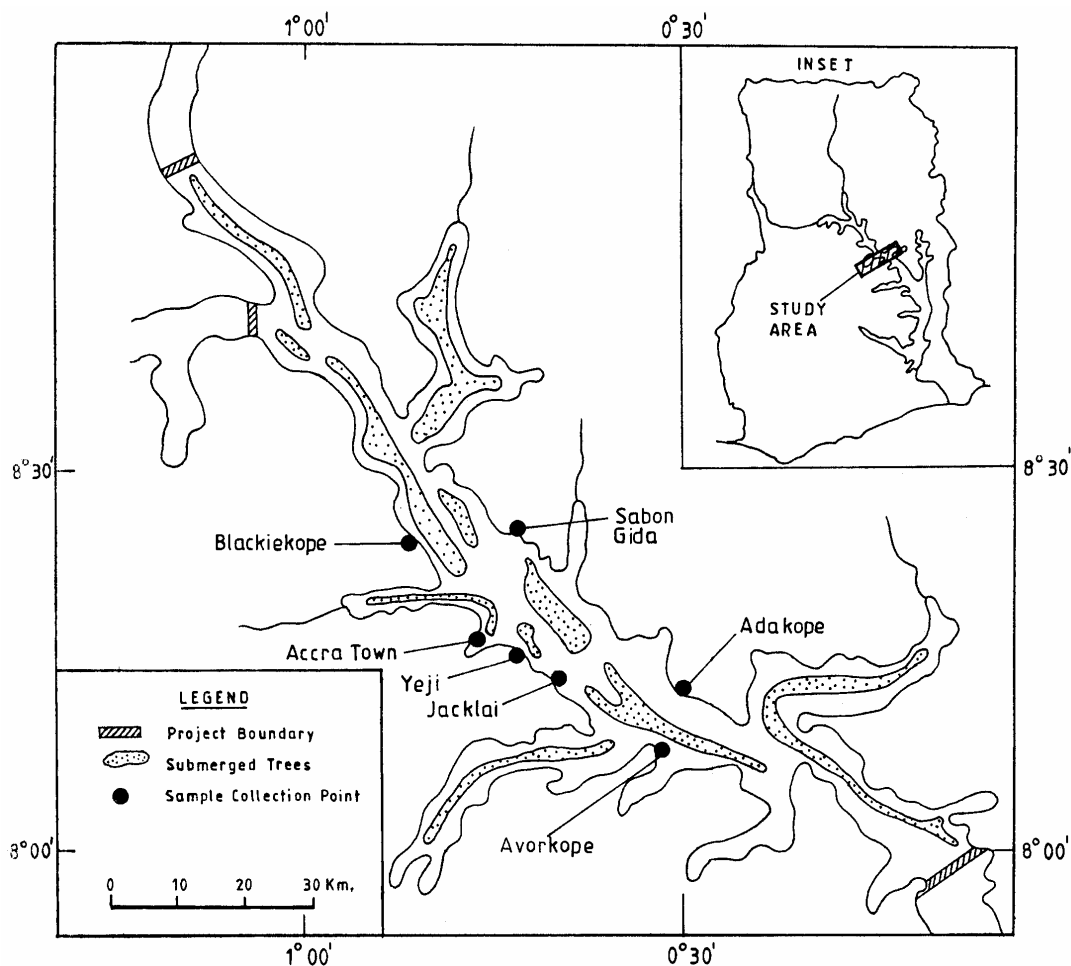 1° 00'
0° 30'
INSET
STUDY
AREA
8° 30'
8° 30'
Sabon
Gida
Blackiekope
Adakope
Accra Town
Yeji
Jacklai
LEGEND
Project Boundary
Submerged Trees
Sample Collection Point
Avorkope
8° 00'
8° 00'
0 10 20 30 Km,
1° 00'
0° 30'